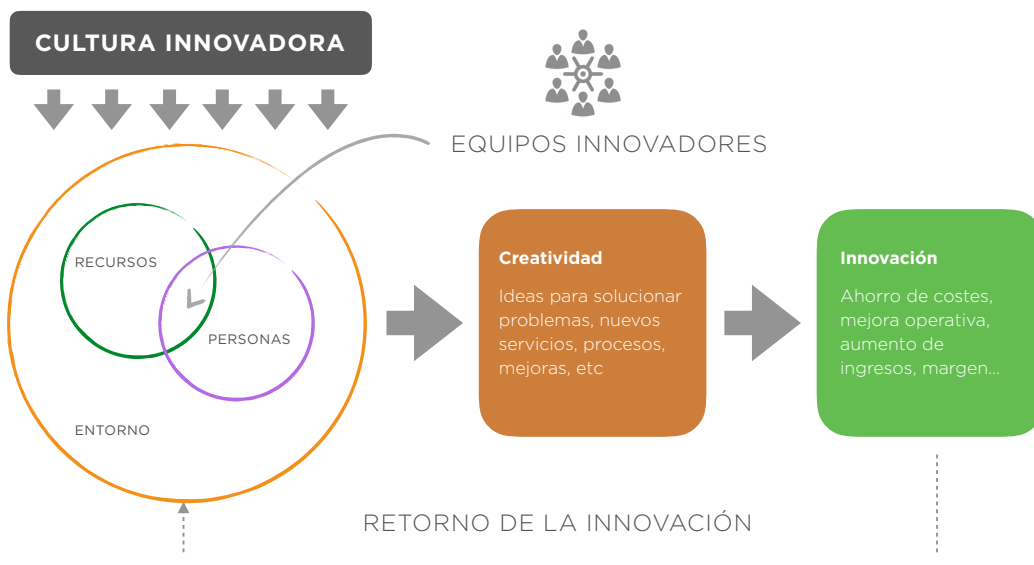 CULTURA INNOVADORA
EQUIPOS INNOVADORES
RECURSOS
PERSONAS
ENTORNO
Creatividad
Ideas para solucionar
problemas, nuevos
servicios, procesos,
mejoras, etc
Innovación
Ahorro de costes,
mejora operativa,
aumento de
ingresos, margen...
RETORNO DE LA INNOVACIÓN